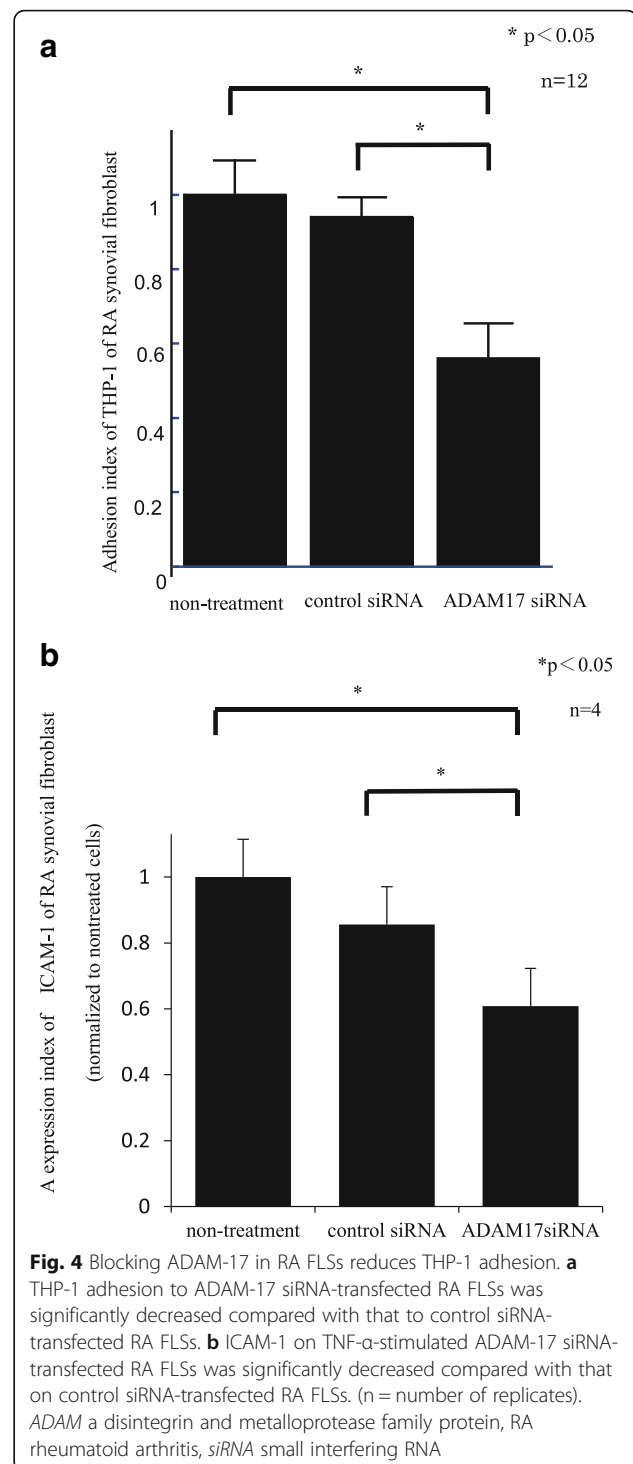 a
* p<0.05
n=12
*
*
Adhesion index of THP-1 of RA synovial fibroblast
1
0.8
0.6
0.4
0.2
0
non-treatment control siRNA ADAM17 siRNA
b
*p<0.05
n=4
*
*
A expression index of ICAM-1 of RA synovial fibroblast
(normalized to nontreated cells)
1
0.8
0.6
0.4
0.2
0
non-treatment control siRNA ADAM17siRNA
Fig. 4 Blocking ADAM-17 in RA FLSs reduces THP-1 adhesion. a
THP-1 adhesion to ADAM-17 siRNA-transfected RA FLSs was
significantly decreased compared with that to control siRNA-
transfected RA FLSs. b ICAM-1 on TNF-α-stimulated ADAM-17 siRNA-
transfected RA FLSs was significantly decreased compared with that
on control siRNA-transfected RA FLSs. (n = number of replicates).
ADAM a disintegrin and metalloprotease family protein, RA
rheumatoid arthritis, siRNA small interfering RNA